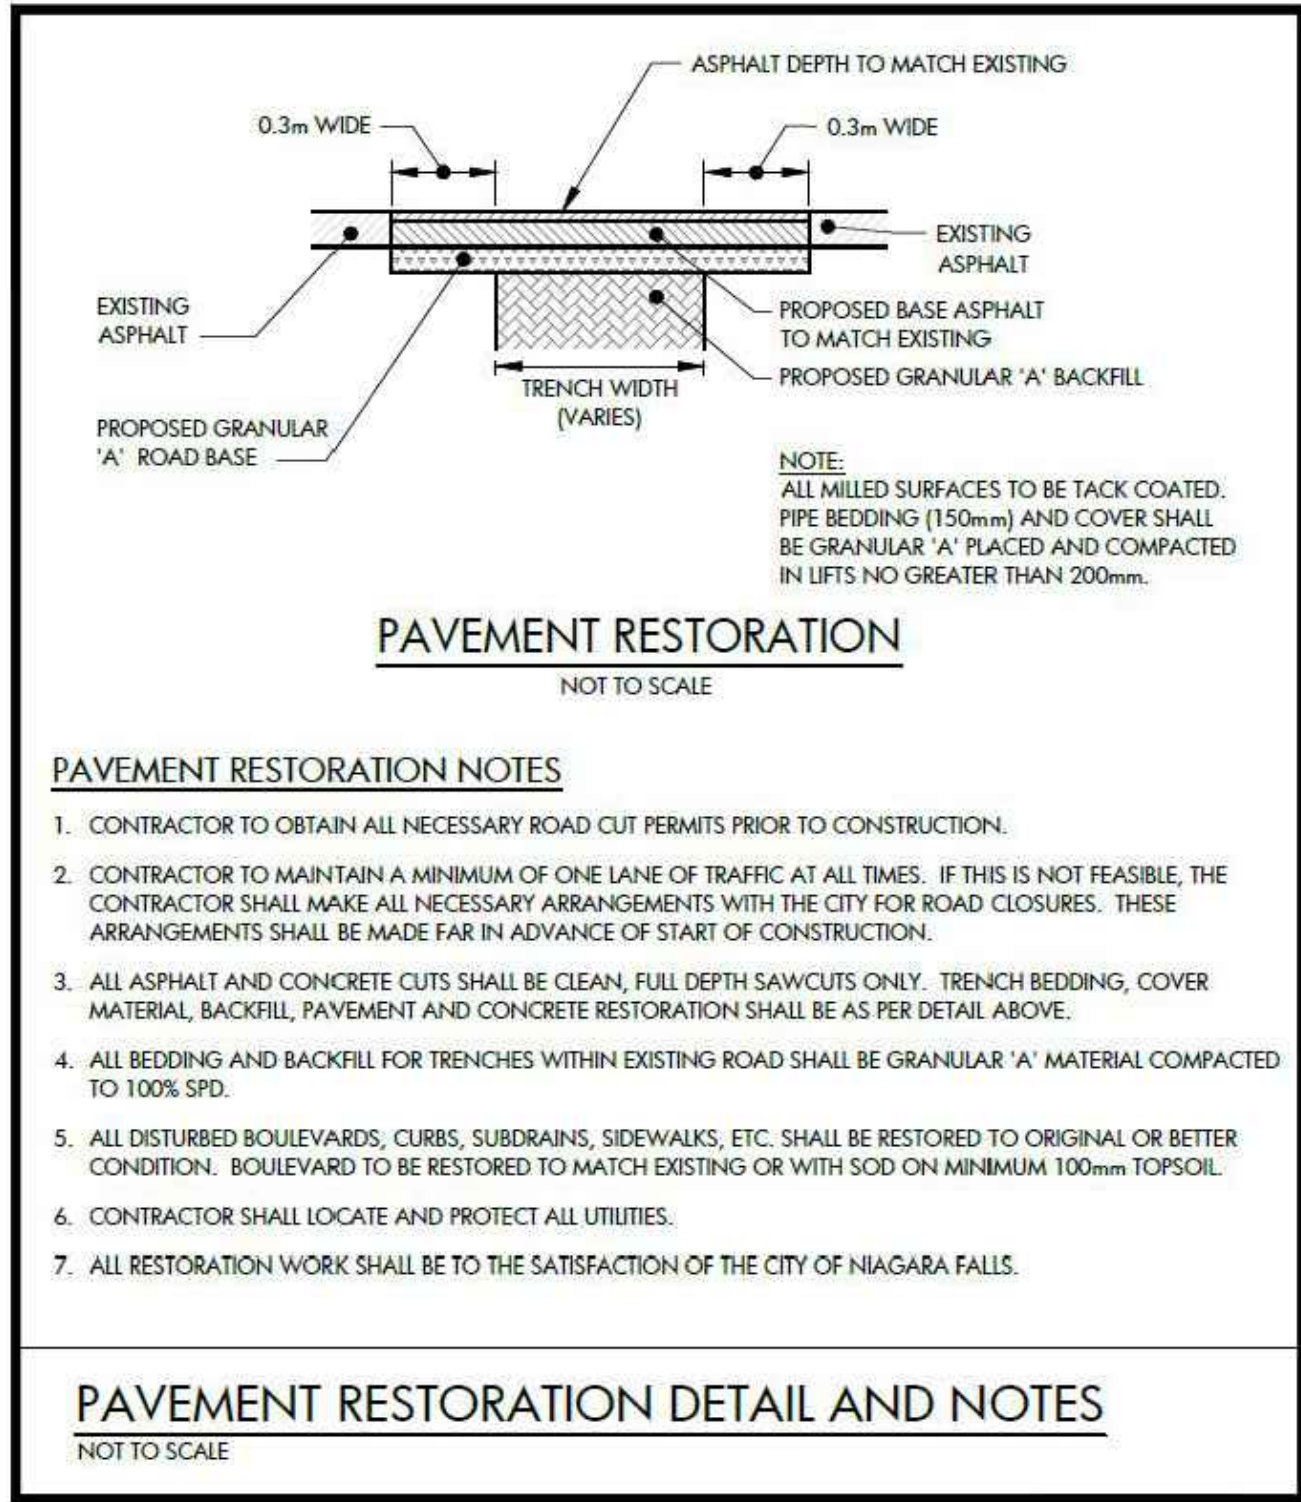 ASPHALT DEPTH TO MATCH EXISTING
0.3m WIDE
0.3m WIDE
EXISTING
ASPHALT
EXISTING
ASPHALT
PROPOSED BASE ASPHALT
TO MATCH EXISTING
PROPOSED GRANULAR 'A' BACKFILL
TRENCH WIDTH
(VARIES)
PROPOSED GRANULAR
'A' ROAD BASE
NOTE:
ALL MILLED SURFACES TO BE TACK COATED.
PIPE BEDDING (150mm) AND COVER SHALL
BE GRANULAR 'A' PLACED AND COMPACTED
IN LIFTS NO GREATER THAN 200mm.
PAVEMENT RESTORATION
NOT TO SCALE
PAVEMENT RESTORATION NOTES
1. CONTRACTOR TO OBTAIN ALL NECESSARY ROAD CUT PERMITS PRIOR TO CONSTRUCTION.
2. CONTRACTOR TO MAINTAIN A MINIMUM OF ONE LANE OF TRAFFIC AT ALL TIMES. IF THIS IS NOT FEASIBLE, THE
CONTRACTOR SHALL MAKE ALL NECESSARY ARRANGEMENTS WITH THE CITY FOR ROAD CLOSURES. THESE
ARRANGEMENTS SHALL BE MADE FAR IN ADVANCE OF START OF CONSTRUCTION.
3. ALL ASPHALT AND CONCRETE CUTS SHALL BE CLEAN, FULL DEPTH SAWCUTS ONLY. TRENCH BEDDING, COVER
MATERIAL, BACKFILL, PAVEMENT AND CONCRETE RESTORATION SHALL BE AS PER DETAIL ABOVE.
4. ALL BEDDING AND BACKFILL FOR TRENCHES WITHIN EXISTING ROAD SHALL BE GRANULAR 'A' MATERIAL COMPACTED
TO 100% SPD.
5. ALL DISTURBED BOULEVARDS, CURBS, SUBDRAINS, SIDEWALKS, ETC. SHALL BE RESTORED TO ORIGINAL OR BETTER
CONDITION. BOULEVARD TO BE RESTORED TO MATCH EXISTING OR WITH SOD ON MINIMUM 100mm TOPSOIL.
6. CONTRACTOR SHALL LOCATE AND PROTECT ALL UTILITIES.
7. ALL RESTORATION WORK SHALL BE TO THE SATISFACTION OF THE CITY OF NIAGARA FALLS.
PAVEMENT RESTORATION DETAIL AND NOTES
NOT TO SCALE